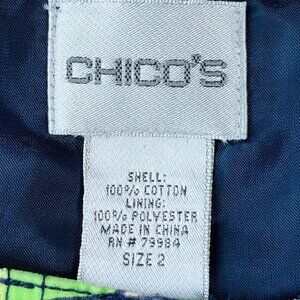 CHICO'S
SHELL:
100% COTTON
LINING:
100% POLYESTER
MADE IN CHINA
RN # 79984
SIZE 2